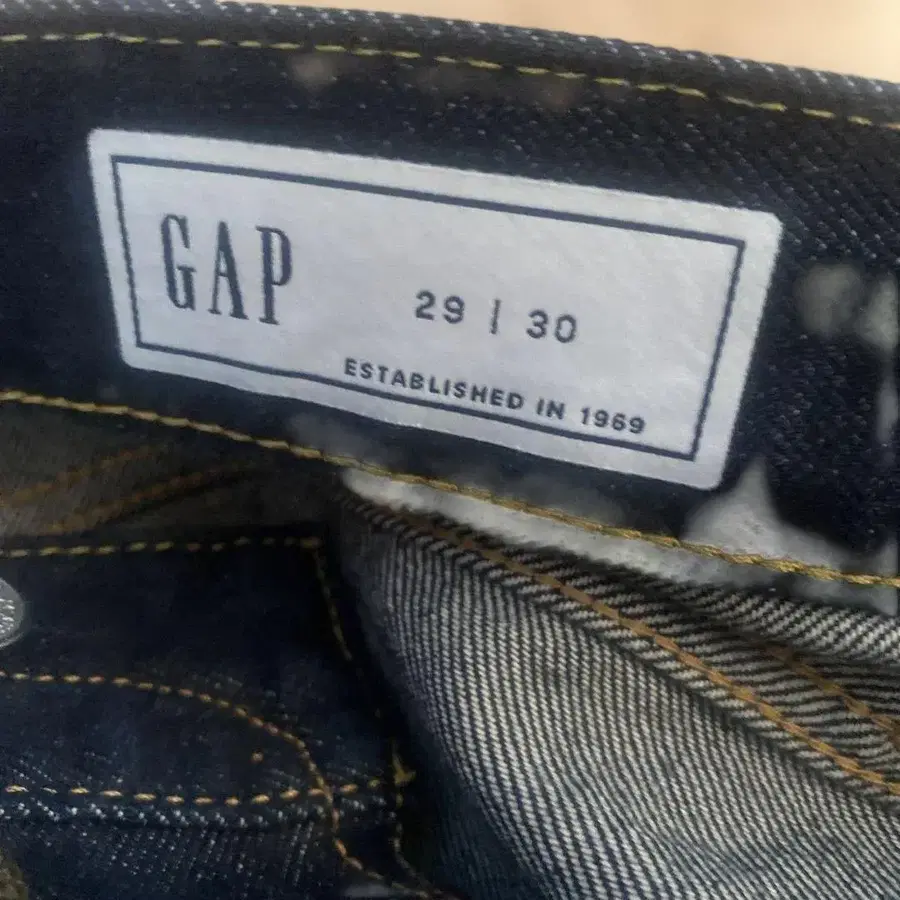 GAP
29 | 30
ESTABLISHED IN 1969